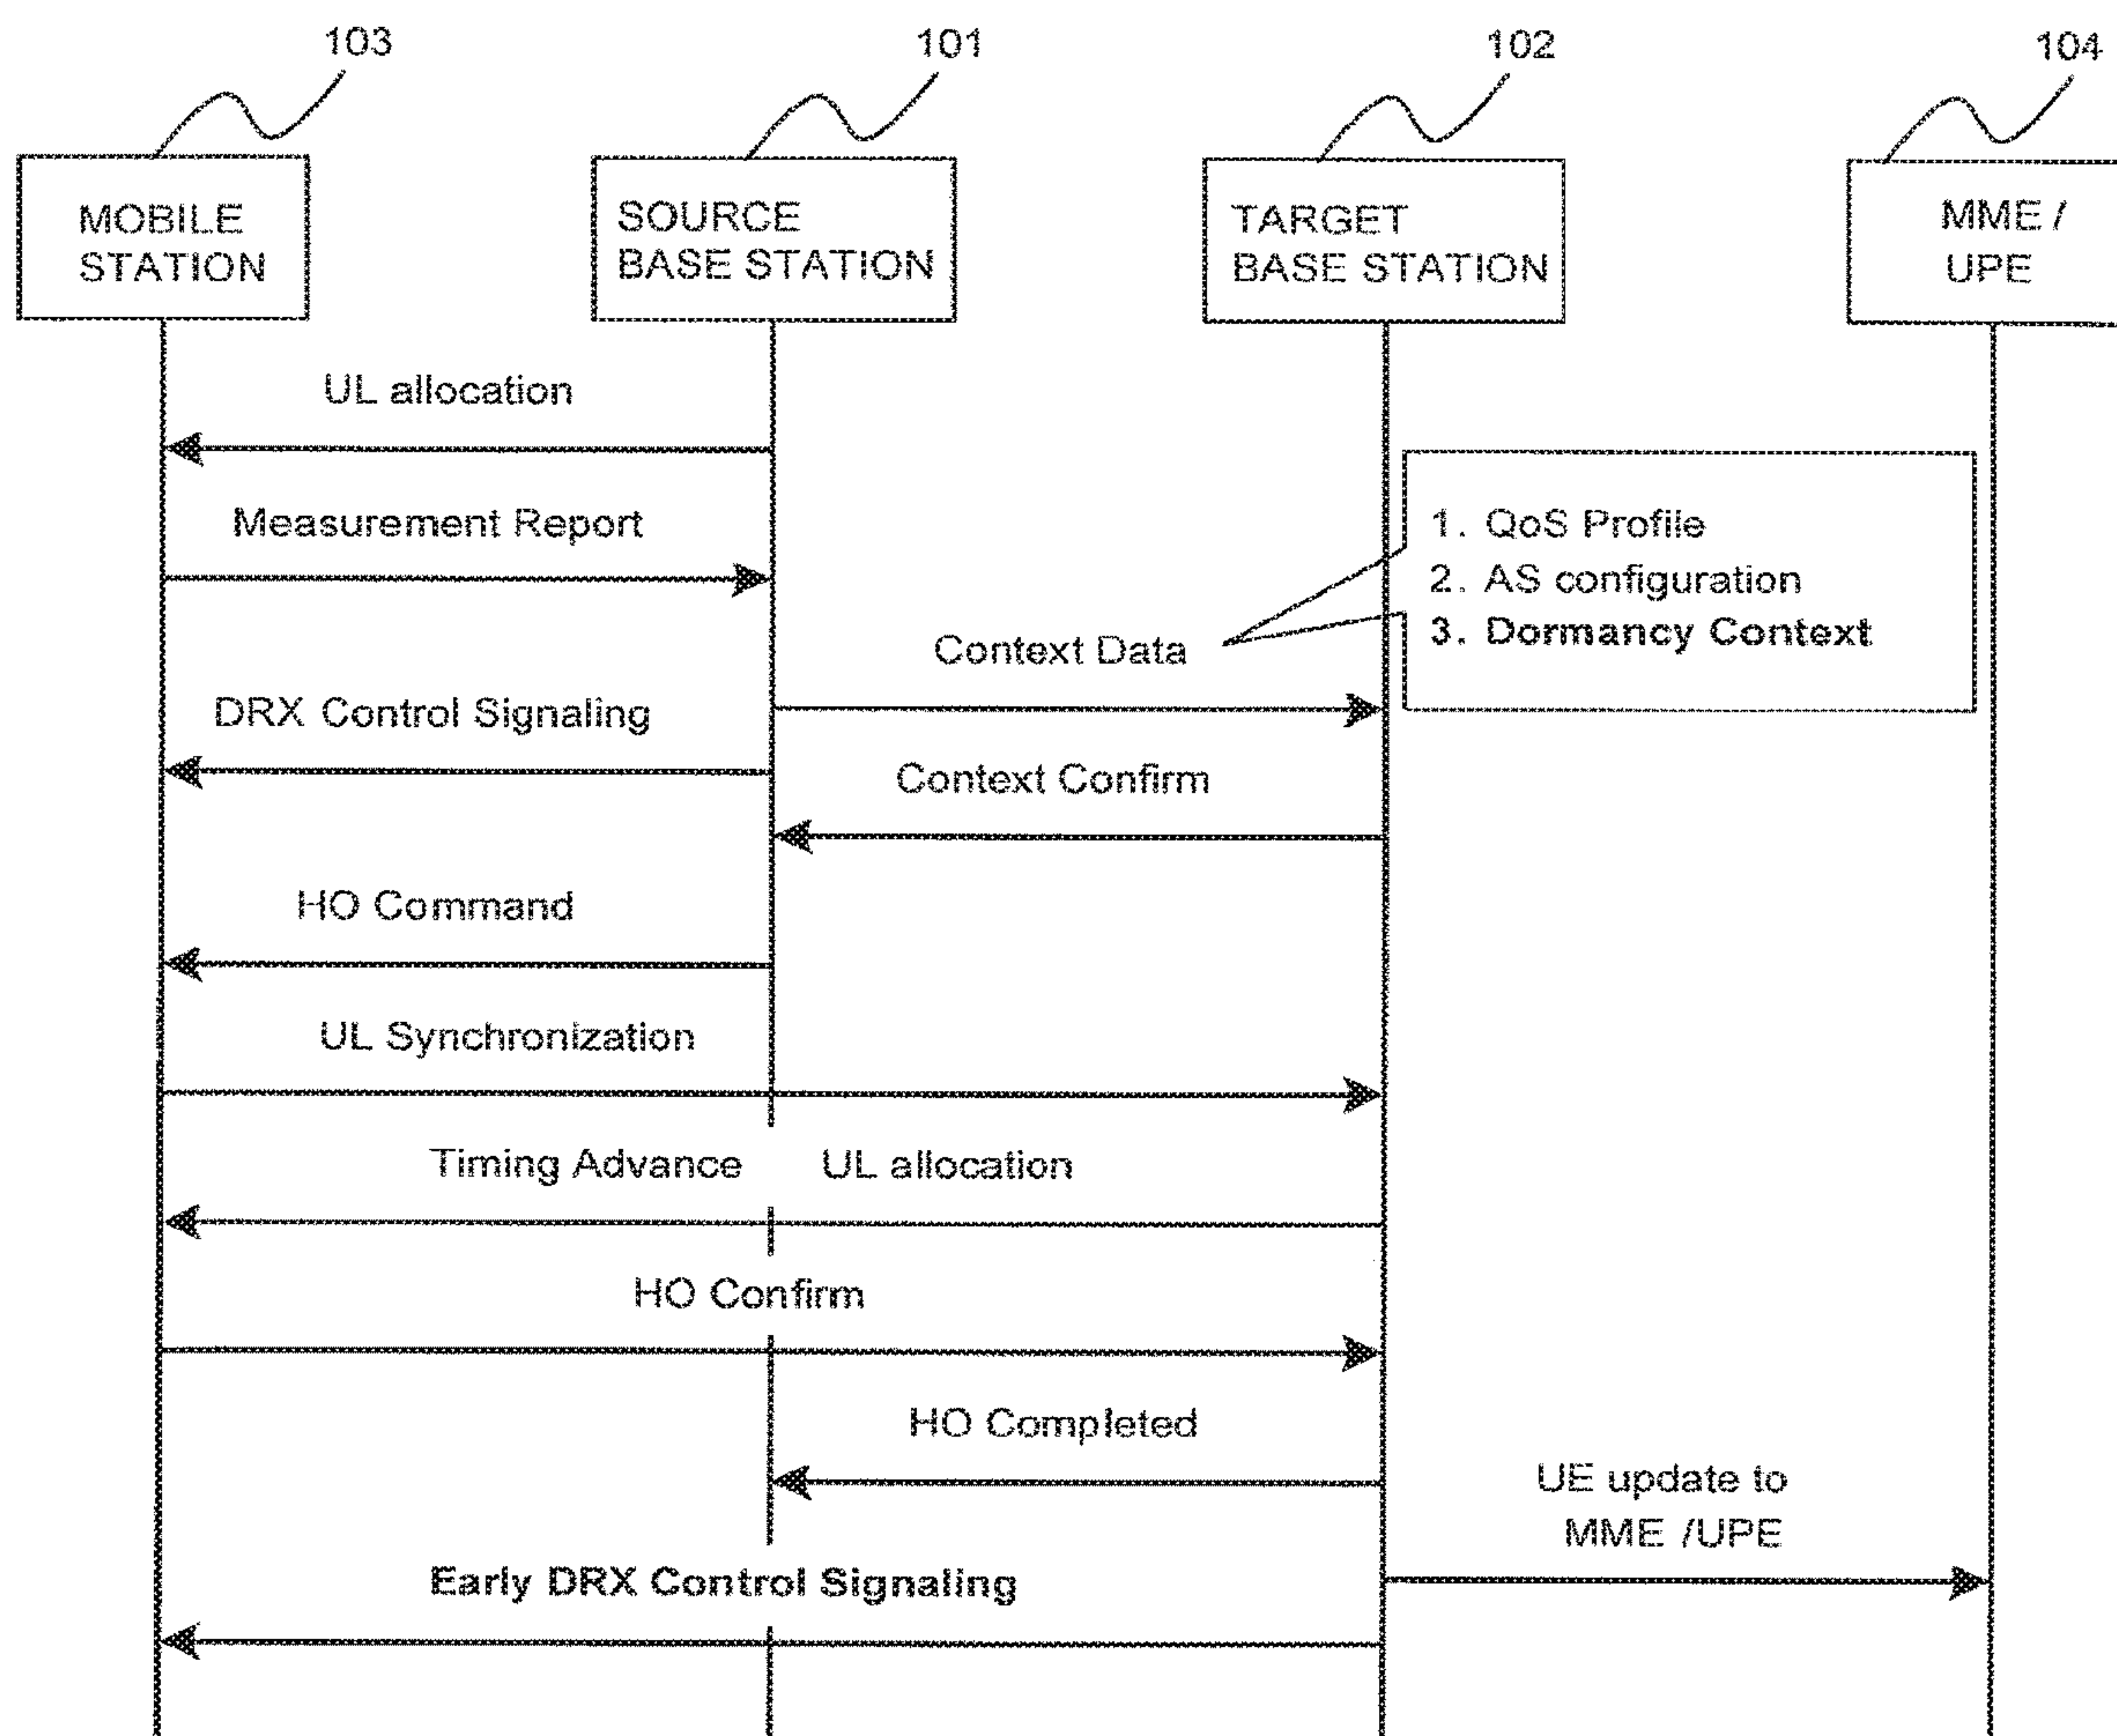 103
101
102
104
MOBILE
STATION
SOURCE
BASE STATION
TARGET
BASE STATION
MME /
UPE
UL allocation
Measurement Report
1. QoS Profile
2. AS configuration
3. Dormancy Context
Context Data
DRX Control Signaling
Context Confirm
HO Command
UL Synchronization
Timing Advance UL allocation
HO Confirm
HO Completed
UE update to
MME /UPE
Early DRX Control Signaling